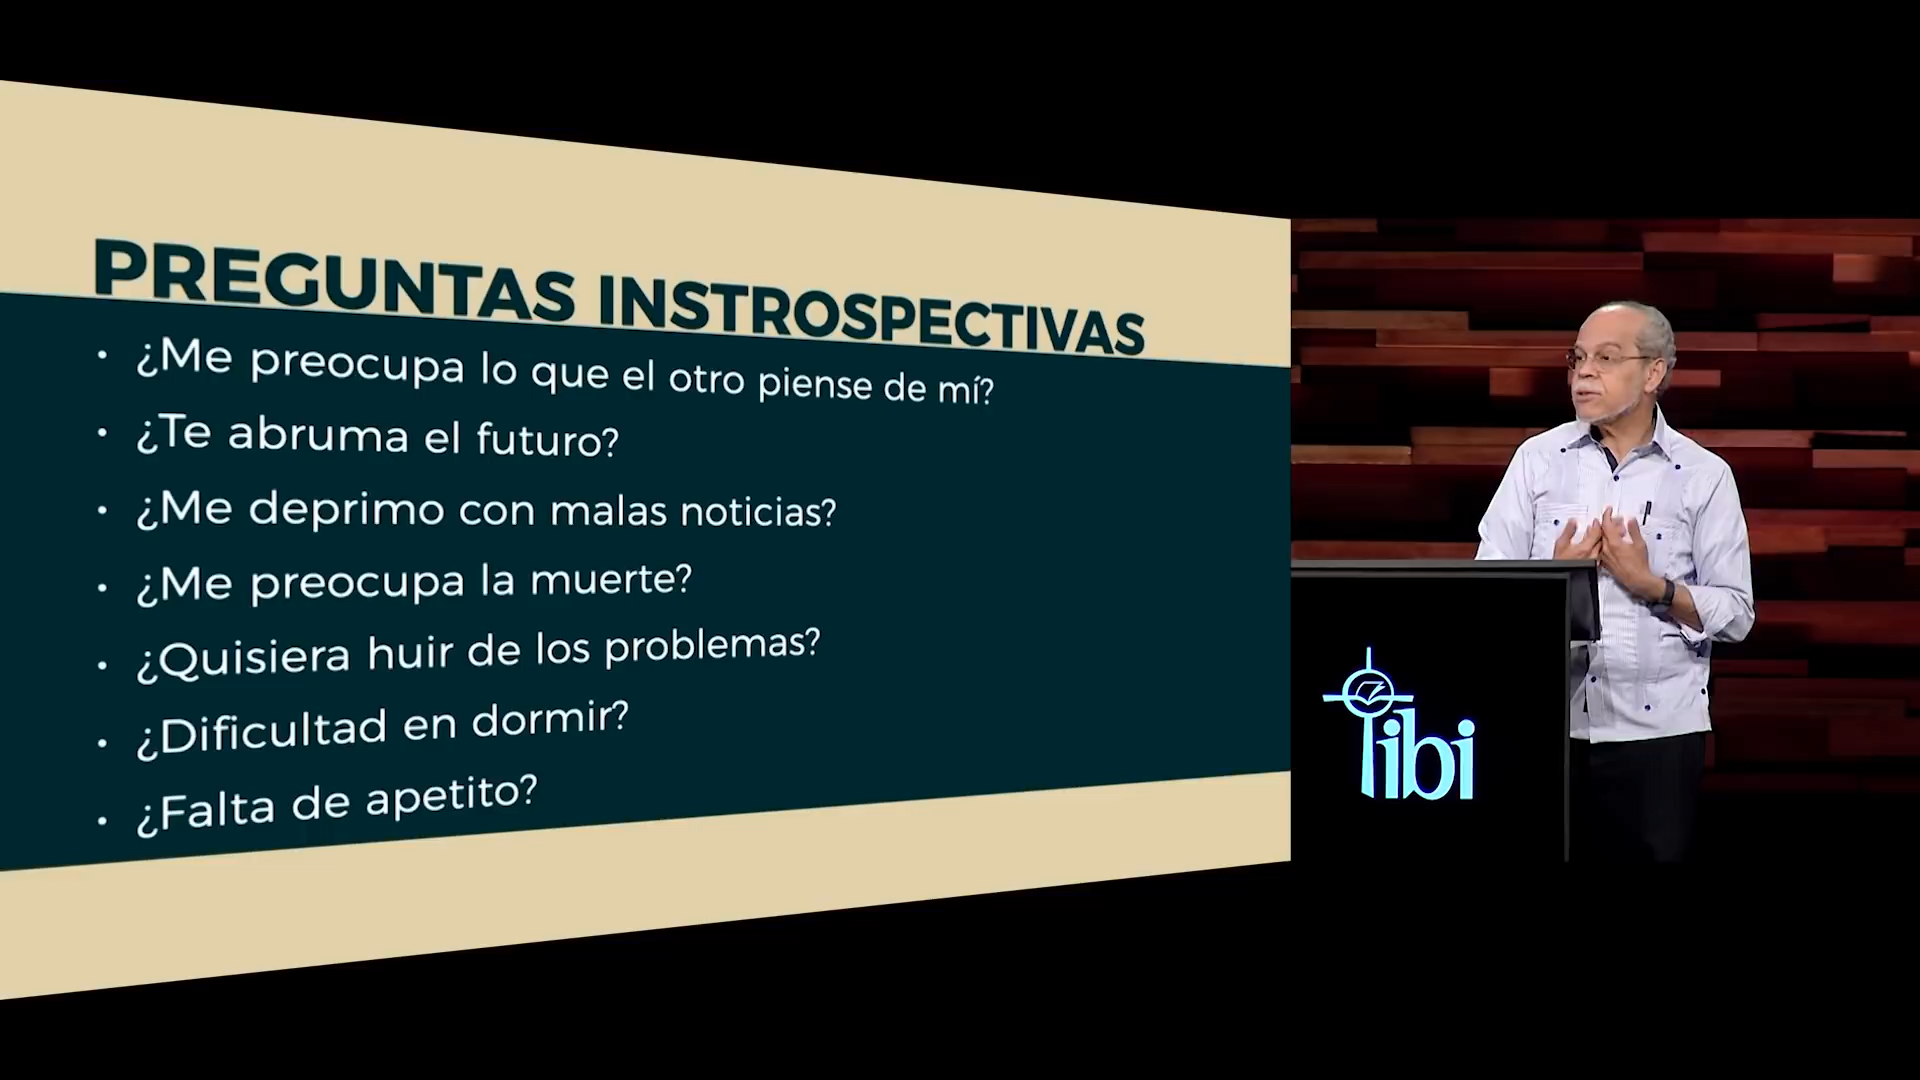 PREGUNTAS INSTROSPECTIVAS
• ¿Me preocupa lo que el otro piense de mí?
• ¿Te abruma el futuro?
• ¿Me deprimo con malas noticias?
• ¿Me preocupa la muerte?
• ¿Quisiera huir de los problemas?
• ¿Dificultad en dormir?
• ¿Falta de apetito?
ibi